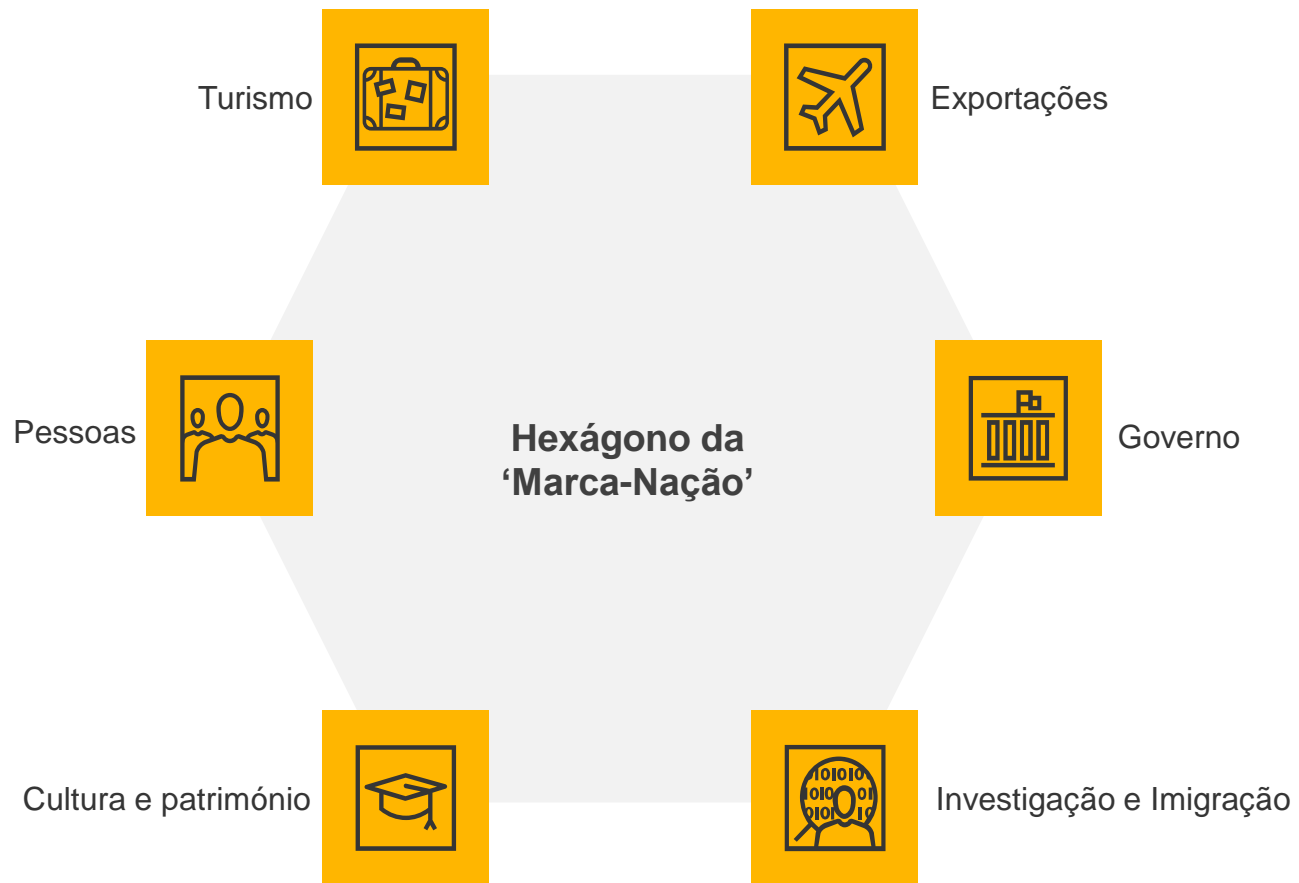 Turismo
Exportações
Pessoas
Hexágono da
‘Marca-Nação’
Governo
Cultura e património
Investigação e Imigração